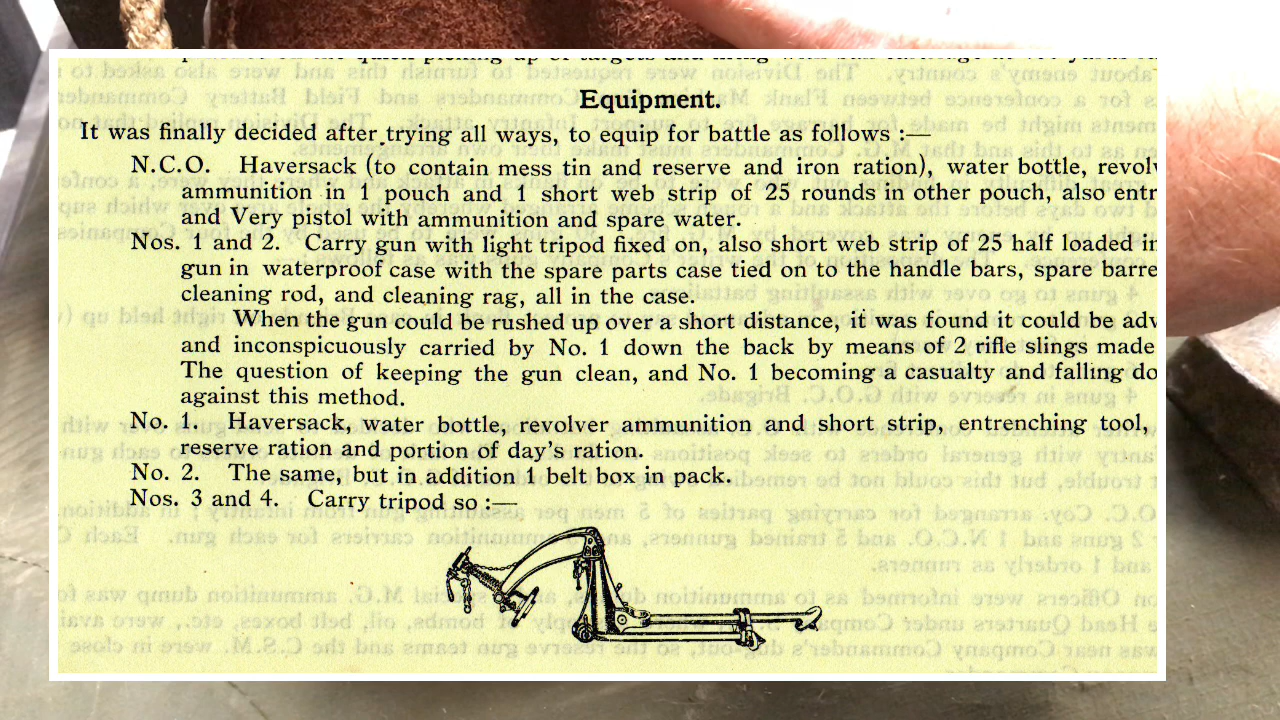 quick picking up of targets and
Equipment.
It was finally decided after trying all ways, to equip for battle as follows :—
N.C.O. Haversack (to contain mess tin and reserve and iron ration), water bottle, revolv
ammunition in 1 pouch and 1 short web strip of 25 rounds in other pouch, also entr
and Very pistol with ammunition and spare water.
Nos. 1 and 2. Carry gun with light tripod fixed on, also short web strip of 25 half loaded in
gun in waterproof case with the spare parts case tied on to the handle bars, spare barre
cleaning rod, and cleaning rag, all in the case.
When the gun could be rushed up over a short distance, it was found it could be adv
and inconspicuously carried by No. 1 down the back by means of 2 rifle slings made
The question of keeping the gun clean, and No. 1 becoming a casualty and falling do
against this method.
No. 1. Haversack, water bottle, revolver ammunition and short strip, entrenching tool,
reserve ration and portion of day's ration.
No. 2. The same, but in addition 1 belt box in pack.
Nos. 3 and 4. Carry tripod so :—